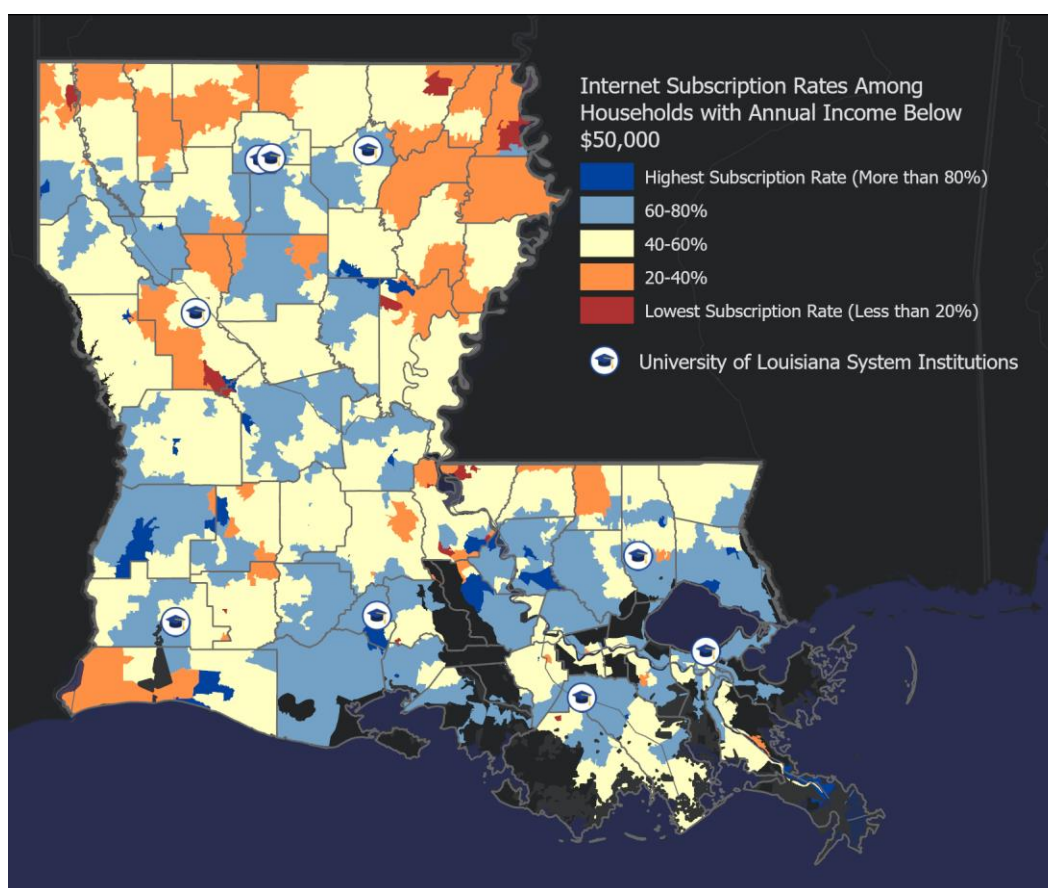 Internet Subscription Rates Among
Households with Annual Income Below
$50,000
Highest Subscription Rate (More than 80%)
60-80%
40-60%
20-40%
Lowest Subscription Rate (Less than 20%)
University of Louisiana System Institutions